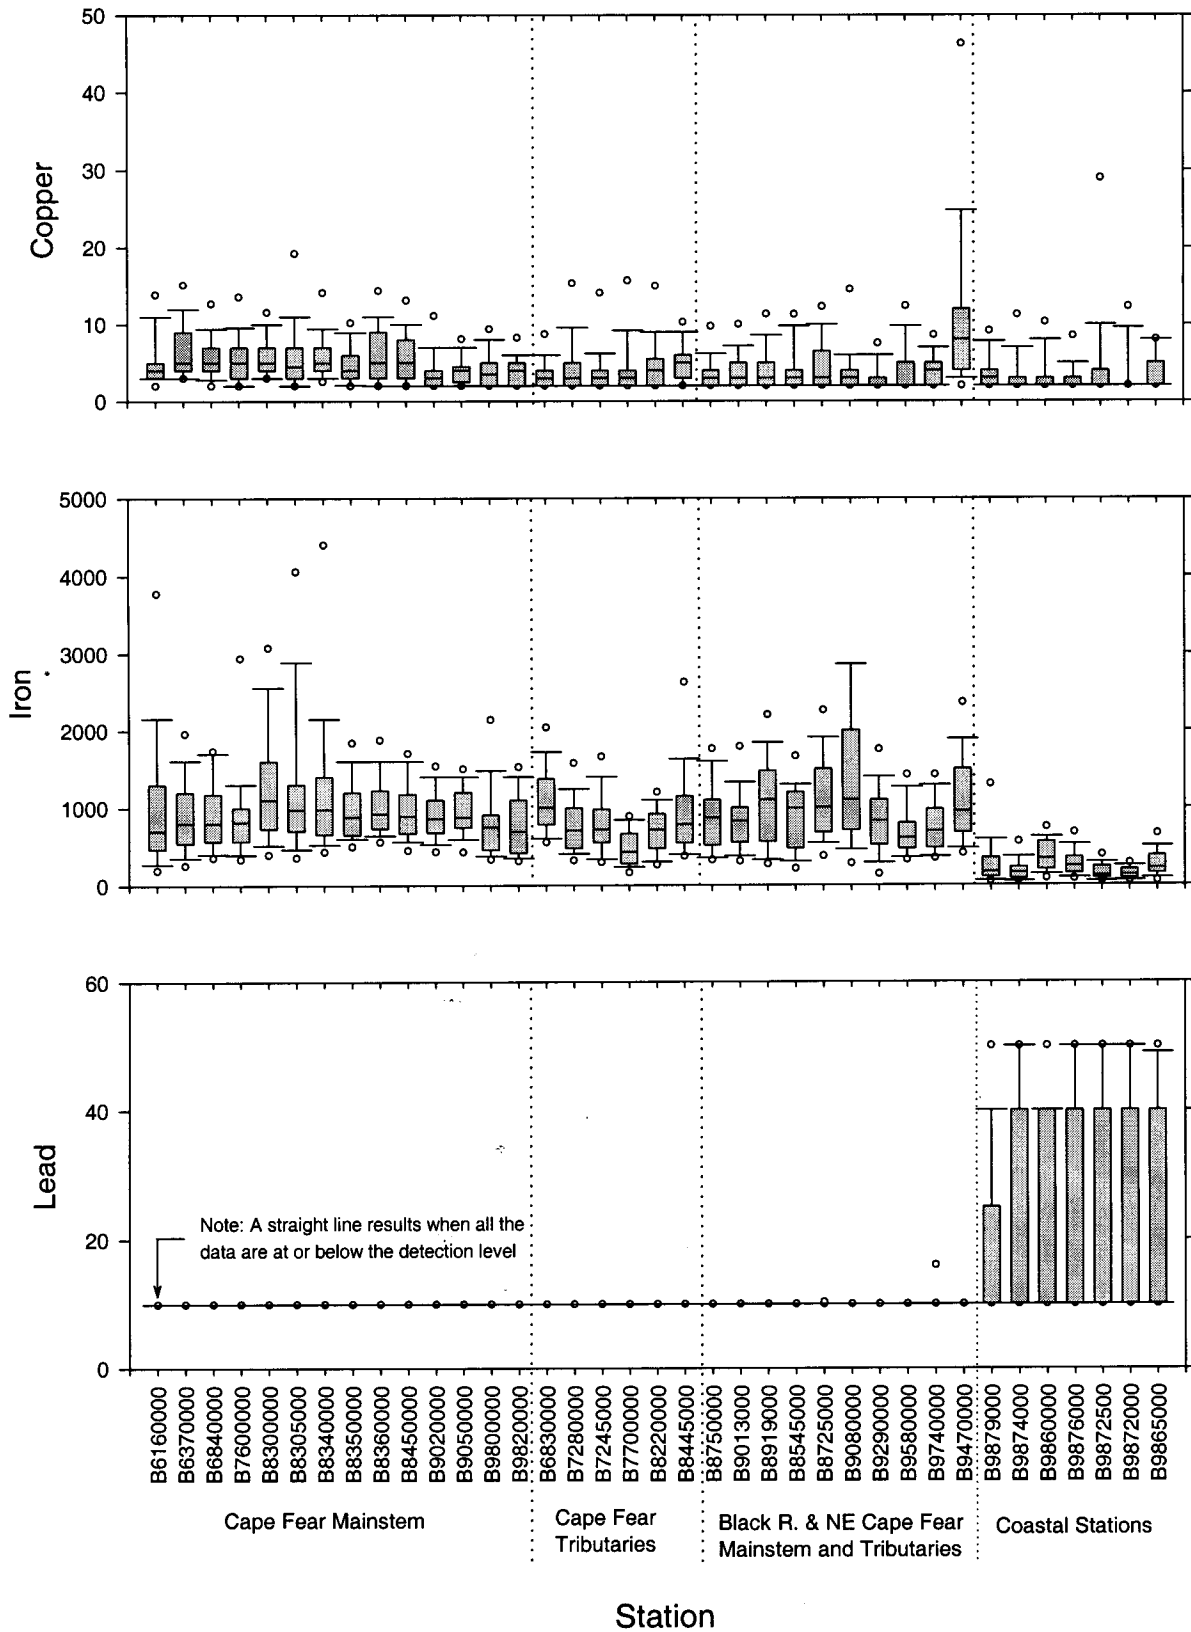 50
40
30
20
10
0
Copper
5000
4000
3000
2000
1000
0
Iron
60
40
20
0
Lead
Note: A straight line results when all the
data are at or below the detection level
B6160000
B6370000
B6840000
B7600000
B8300000
B8305000
B8340000
B8350000
B8360000
B8450000
B9020000
B9050000
B9800000
B9820000
B6830000
B7280000
B7245000
B7700000
B8220000
B8445000
B8750000
B9013000
B8919000
B8545000
B8725000
B9080000
B9290000
B9580000
B9740000
B9470000
B9879000
B9874000
B9860000
B9876000
B9872500
B9872000
B9865000
Cape Fear Mainstem
Cape Fear
Tributaries
Black R. & NE Cape Fear
Mainstem and Tributaries
Coastal Stations
Station